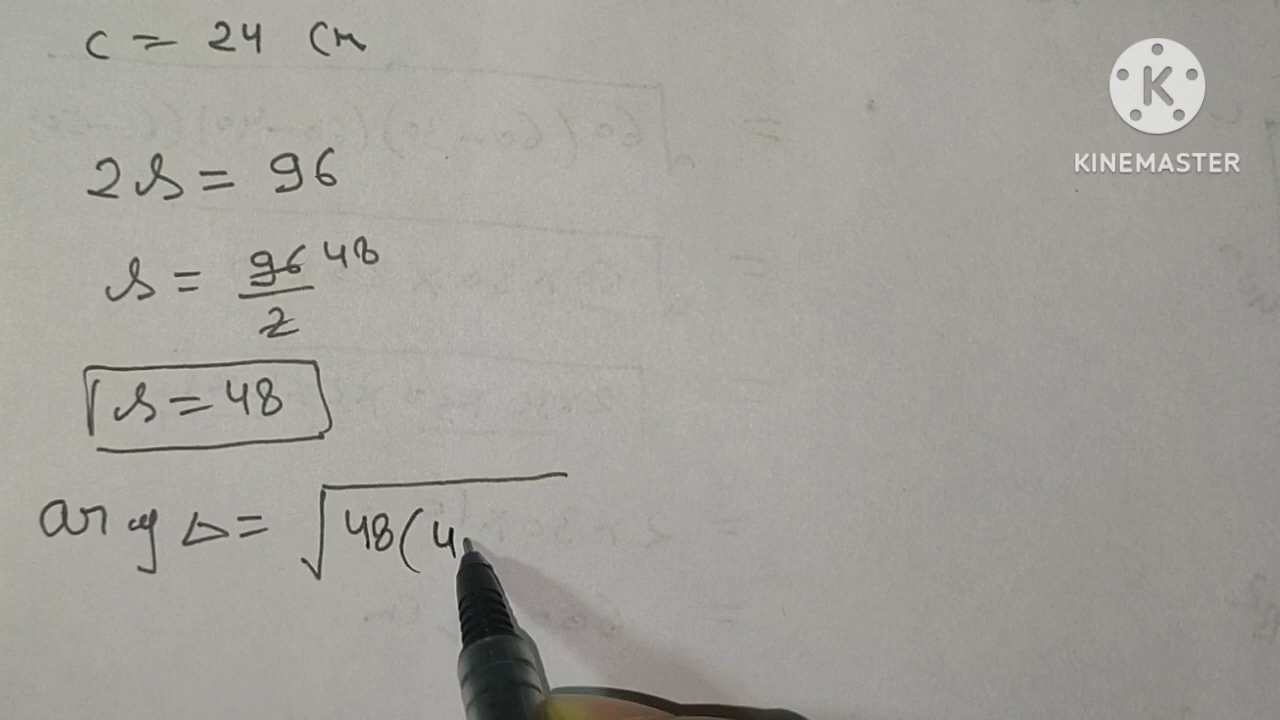 c = 24 cm
K
KINEMASTER
2s = 96
s = 96/2 48
s = 48
ar of Δ = √48(4